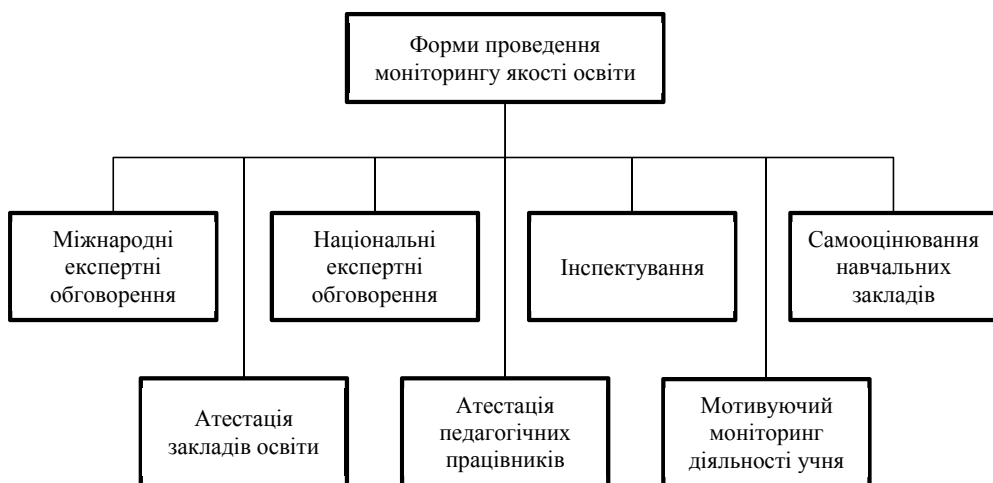 Форми проведення
моніторингу якості освіти
Міжнародні
експертні
обговорення
Національні
експертні
обговорення
Інспектування
Самооцінювання
навчальних
закладів
Атестація
закладів освіти
Атестація
педагогічних
працівників
Мотивуючий
моніторинг
діяльності учня